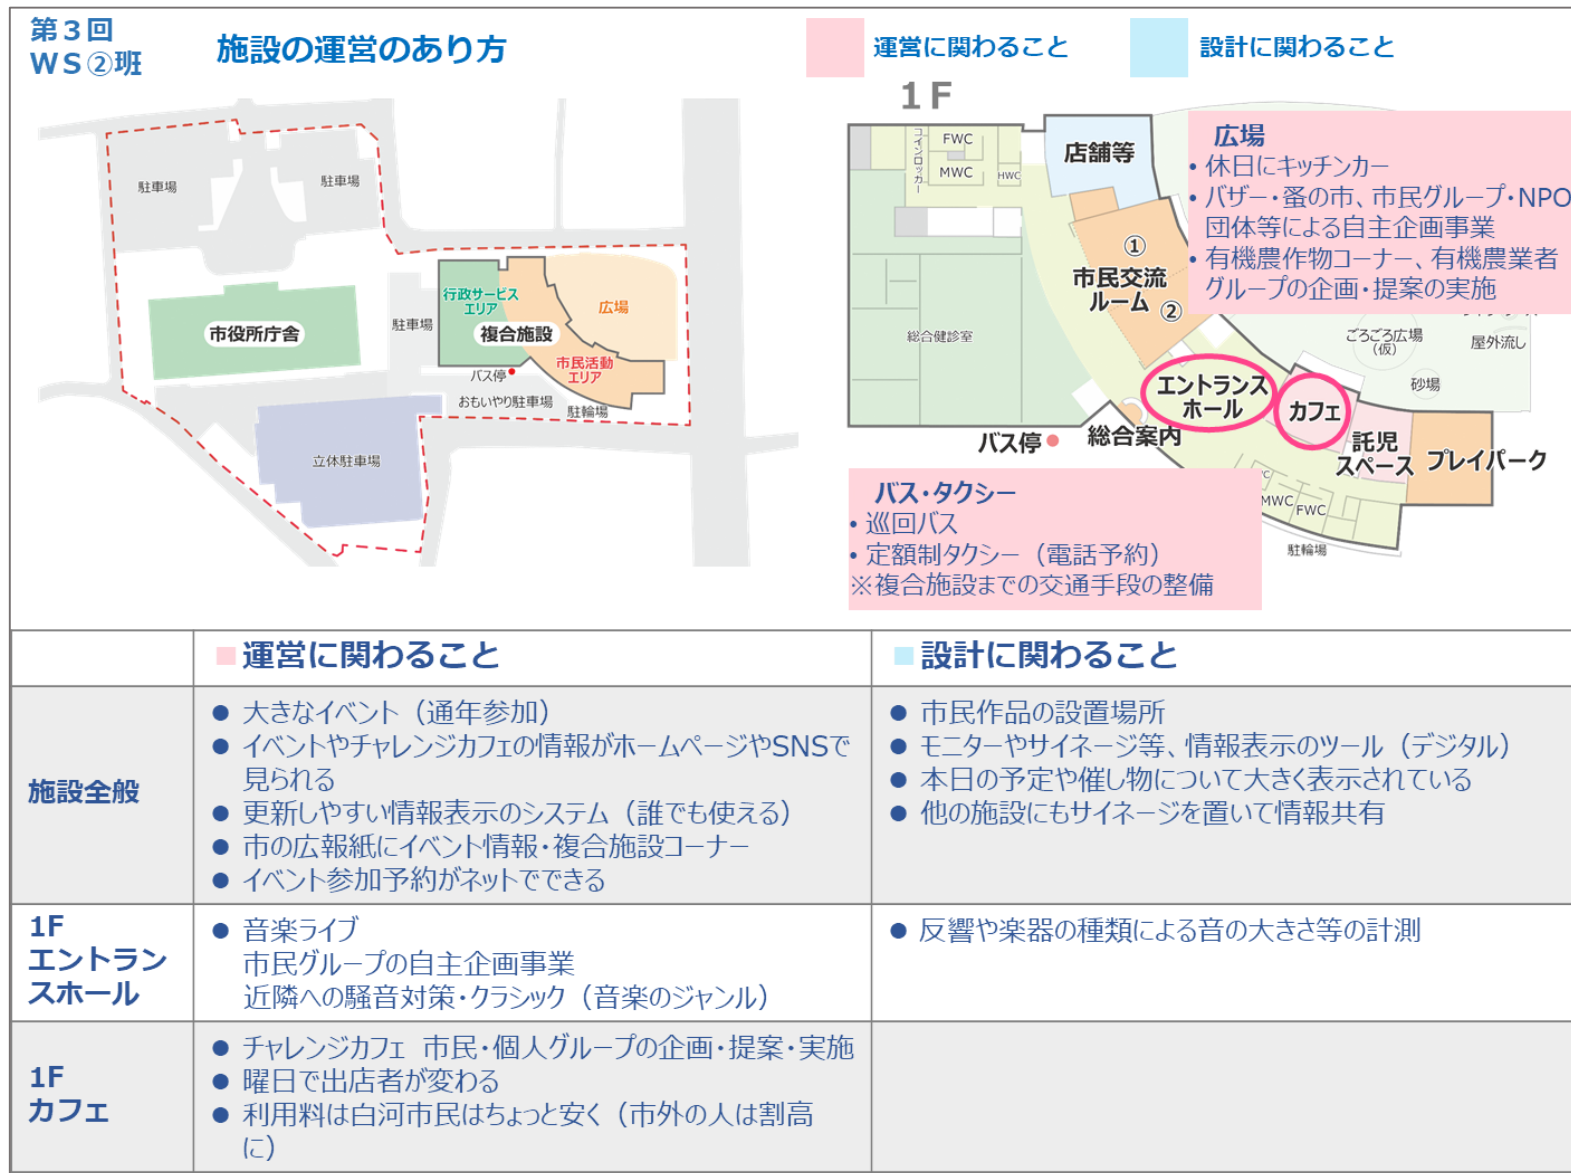 第3回
WS②班
施設の運営のあり方
運営に関わること
設計に関わること
駐車場
駐車場
行政サービス
エリア
広場
市役所庁舎
駐車場
複合施設
市民活動
エリア
バス停
おもいやり駐車場
駐輪場
立体駐車場
1F
コインロッカー
FWC
MWC
HWC
店舗等
①
市民交流
ルーム
②
総合健診室
広場
• 休日にキッチンカー
• バザー・蚤の市、市民グループ・NPO
団体等による自主企画事業
• 有機農作物コーナー、有機農業者
グループの企画・提案の実施
ごろごろ広場
(仮)
屋外流し
砂場
エントランス
ホール
カフェ
バス停
総合案内
託児
スペース
プレイパーク
MWC
FWC
駐輪場
バス・タクシー
• 巡回バス
• 定額制タクシー（電話予約）
※複合施設までの交通手段の整備
運営に関わること
設計に関わること
施設全般
● 大きなイベント（通年参加）
● イベントやチャレンジカフェの情報がホームページやSNSで
見られる
● 更新しやすい情報表示のシステム（誰でも使える）
● 市の広報紙にイベント情報・複合施設コーナー
● イベント参加予約がネットでできる
● 市民作品の設置場所
● モニターやサイネージ等、情報表示のツール（デジタル）
● 本日の予定や催し物について大きく表示されている
● 他の施設にもサイネージを置いて情報共有
1F
エントラン
スホール
● 音楽ライブ
市民グループの自主企画事業
近隣への騒音対策・クラシック（音楽のジャンル）
● 反響や楽器の種類による音の大きさ等の計測
1F
カフェ
● チャレンジカフェ 市民・個人グループの企画・提案・実施
● 曜日で出店者が変わる
● 利用料は白河市民はちょっと安く（市外の人は割高
に）